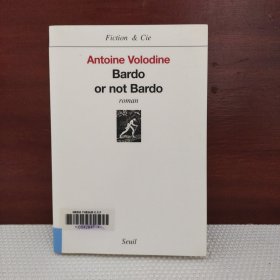 Fiction & Cie
Antoine Volodine
Bardo
or not Bardo
roman
Seuil